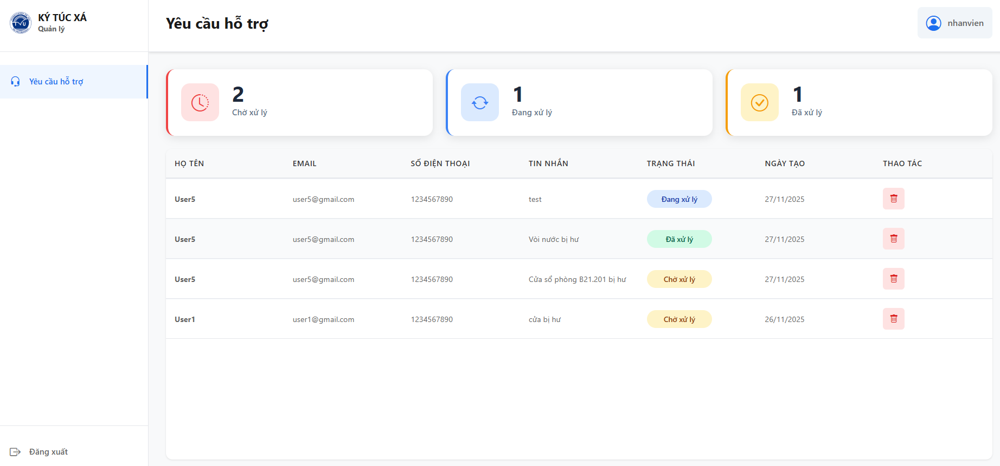 KÝ TÚC XÁ
Quản lý
Yêu cầu hỗ trợ
nhanvien
Yêu cầu hỗ trợ
2
Chờ xử lý
1
Đang xử lý
1
Đã xử lý
HỌ TÊN EMAIL SỐ ĐIỆN THOẠI TIN NHẮN TRẠNG THÁI NGÀY TẠO THAO TÁC
User5 user5@gmail.com 1234567890 test Đang xử lý 27/11/2025
User5 user5@gmail.com 1234567890 Vòi nước bị hư Đã xử lý 27/11/2025
User5 user5@gmail.com 1234567890 Cửa sổ phòng B21.201 bị hư Chờ xử lý 27/11/2025
User1 user1@gmail.com 1234567890 cửa bị hư Chờ xử lý 26/11/2025
Đăng xuất